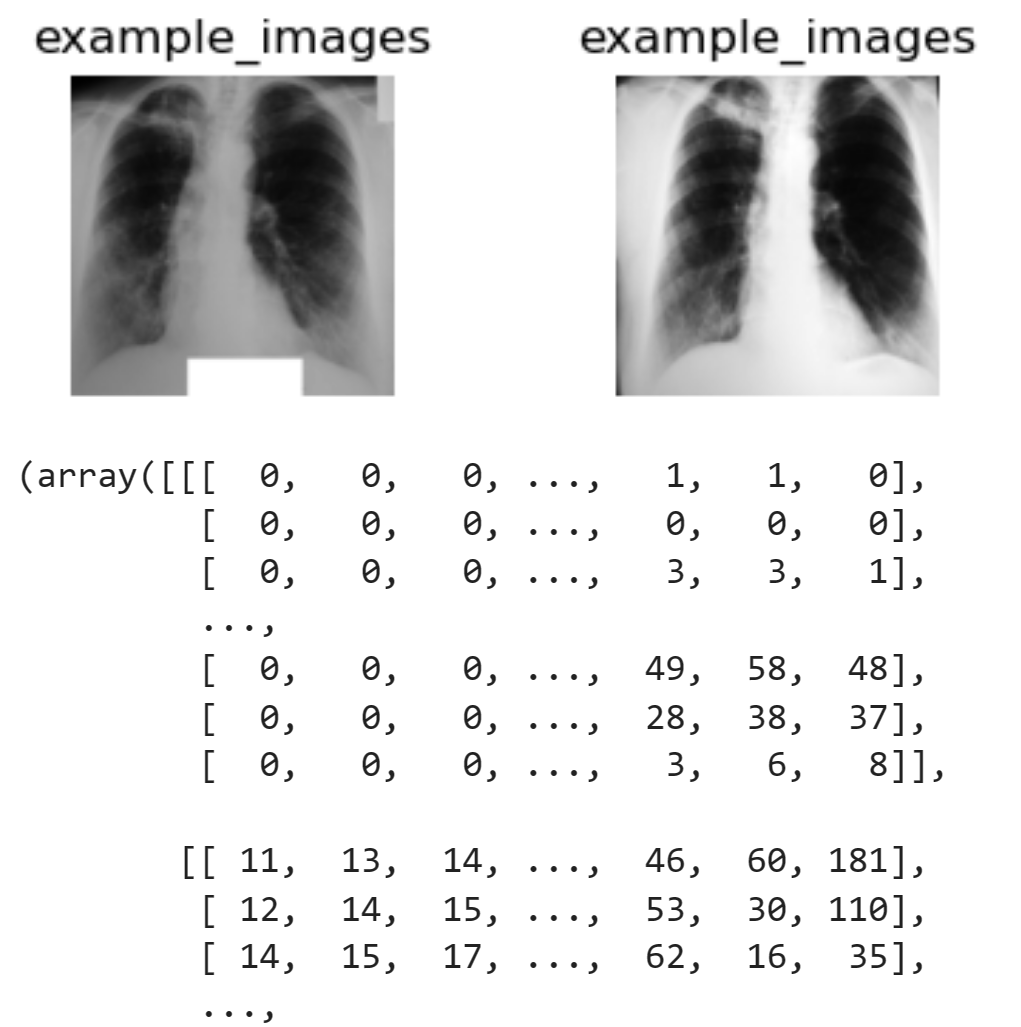 example_images example_images
(array([[[  0,   0,   0, ...,   1,   1,   0],
[  0,   0,   0, ...,   0,   0,   0],
[  0,   0,   0, ...,   3,   3,   1],
...,
[  0,   0,   0, ...,  49,  58,  48],
[  0,   0,   0, ...,  28,  38,  37],
[  0,   0,   0, ...,   3,   6,   8]],
[[ 11,  13,  14, ...,  46,  60, 181],
[ 12,  14,  15, ...,  53,  30, 110],
[ 14,  15,  17, ...,  62,  16,  35],
...,